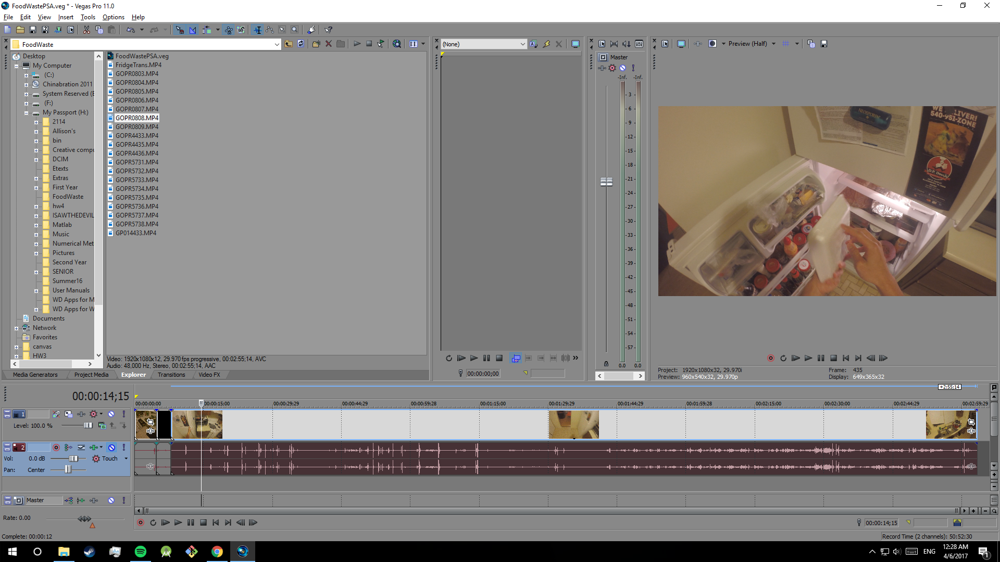 FoodWastePSA.veg * - Vegas Pro 11.0
File Edit View Insert Tools Options Help
FoodWaste
(None)
Preview (Half)
Desktop
My Computer
(C:)
Chinabration 2011
System Reserved (E
(F:)
My Passport (H:)
2114
Allison's
bin
Creative compu
DCIM
Etexts
Extras
First Year
FoodWaste
hw4
ISAWTHEDEVIL
Matlab
Music
Numerical Met
Pictures
Second Year
SENIOR
Summer16
User Manuals
WD Apps for M
WD Apps for W
Documents
Network
Favorites
canvas
HW3
FoodWastePSA.veg
FridgeTrans.MP4
GOPR0803.MP4
GOPR0804.MP4
GOPR0805.MP4
GOPR0806.MP4
GOPR0807.MP4
GOPR0808.MP4
GOPR0809.MP4
GOPR4433.MP4
GOPR4435.MP4
GOPR4436.MP4
GOPR5731.MP4
GOPR5732.MP4
GOPR5733.MP4
GOPR5734.MP4
GOPR5735.MP4
GOPR5736.MP4
GOPR5737.MP4
GOPR5738.MP4
GP014433.MP4
Video: 1920x1080x12, 29.970 fps progressive, 00:02:55;14, AVC
Audio: 48,000 Hz, Stereo, 00:02:55;14, AAC
Media Generators Project Media Explorer Transitions Video FX
00:00:00;00
Master
-Inf. -Inf.
3
6
9
12
15
18
21
24
27
30
33
36
39
42
45
48
51
54
57
0.0 0.0
NEOSPORIN
540-951-ZONE
Project: 1920x1080x32, 29.970i
Preview: 960x540x32, 29.970p
Frame: 435
Display: 649x365x32
+2:55;14
00:00:14;15
00:00:00;00 00:00:15;00 00:00:29;29 00:00:44;29 00:00:59;28 00:01:15;00 00:01:29;29 00:01:44;29 00:01:59;28 00:02:15;00 00:02:30;00 00:02:44;29 00:02:59;29
1
Level: 100.0 %
2
Vol: 0.0 dB Touch
Pan: Center
Master
Rate: 0.00
00:00:14;15
Complete: 00:00:12
Record Time (2 channels): 50:52:30
ENG
12:28 AM
4/6/2017
1